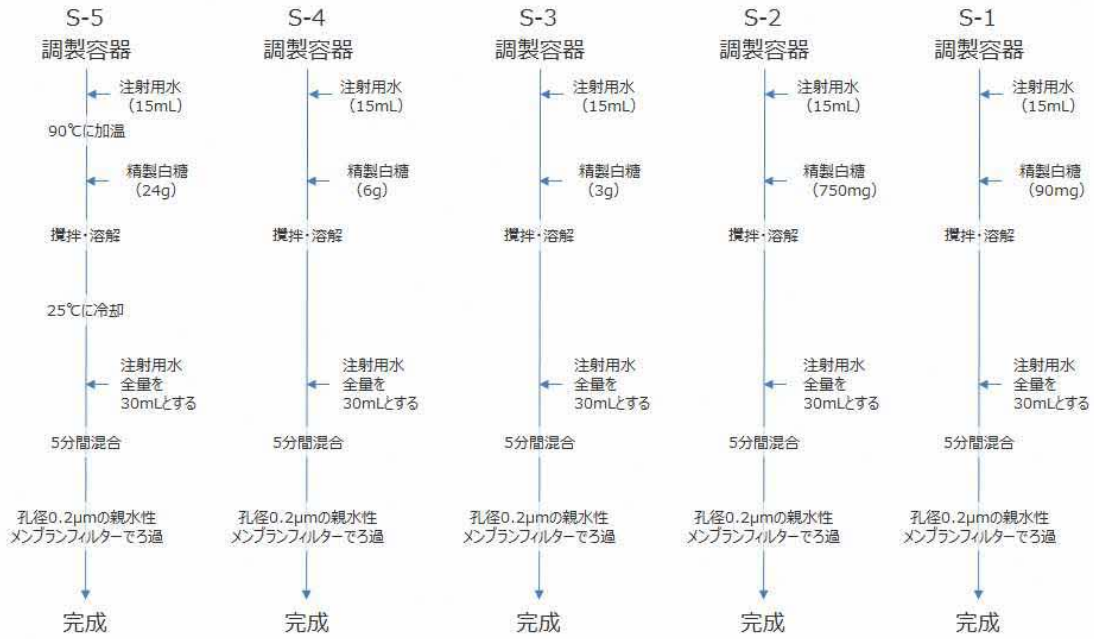 S-5
調製容器
注射用水
(15mL)
90℃に加温
精製白糖
(24g)
攪拌・溶解
25℃に冷却
注射用水
全量を
30mLとする
5分間混合
孔径0.2μmの親水性
メンブランフィルターでろ過
完成
S-4
調製容器
注射用水
(15mL)
精製白糖
(6g)
攪拌・溶解
注射用水
全量を
30mLとする
5分間混合
孔径0.2μmの親水性
メンブランフィルターでろ過
完成
S-3
調製容器
注射用水
(15mL)
精製白糖
(3g)
攪拌・溶解
注射用水
全量を
30mLとする
5分間混合
孔径0.2μmの親水性
メンブランフィルターでろ過
完成
S-2
調製容器
注射用水
(15mL)
精製白糖
(750mg)
攪拌・溶解
注射用水
全量を
30mLとする
5分間混合
孔径0.2μmの親水性
メンブランフィルターでろ過
完成
S-1
調製容器
注射用水
(15mL)
精製白糖
(90mg)
攪拌・溶解
注射用水
全量を
30mLとする
5分間混合
孔径0.2μmの親水性
メンブランフィルターでろ過
完成